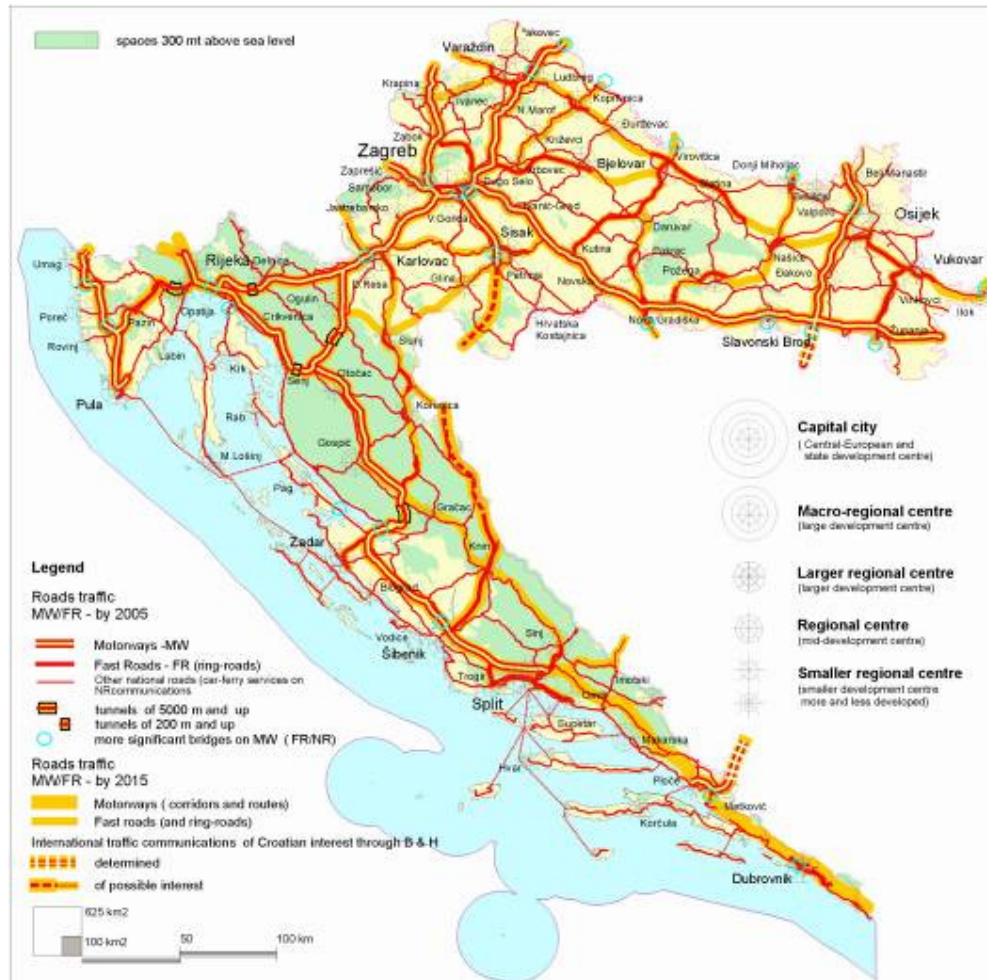 spaces 300 mt above sea level
Varaždin
Ludbreg
Krapina
Ivanec
Koprivnica
N.Marof
Đurđevac
Zabok
Križevci
Zagreb
Virovitica
Bjelovar
Donji Miholjac
Zaprešić
Beli Manastir
Samobor
Dugo Selo
Slatina
Valpovo
Jastrebarsko
Ivanić-Grad
Osijek
V.Gorica
Daruvar
Sisak
Rijeka
Delnice
Karlovac
Kutina
Pakrac
Našice
Umag
Glina
Petrinja
Požega
Đakovo
Vukovar
D.Resa
Novska
Ogulin
Opatija
Crikvenica
Vinkovci
Ilok
Poreč
Pazin
Hrvatska
Kostajnica
Nova Gradiška
Županja
Rovinj
Labin
Slunj
Slavonski Brod
Krk
Otočac
Senj
Pula
Korenica
Rab
Gospić
M.Lošinj
Pag
Gračac
Zadar
Knin
Biograd
Vodice
Šibenik
Sinj
Trogir
Imotski
Split
Omiš
Supetar
Makarska
Hvar
Ploče
Metković
Korčula
Dubrovnik
Capital city
( Central-European and
state development centre)
Macro-regional centre
(large development centre)
Larger regional centre
(larger development centre)
Regional centre
(mid-development centre)
Smaller regional centre
(smaller development centre
more and less developed)
Legend
Roads traffic
MW/FR - by 2005
Motorways -MW
Fast Roads - FR (ring-roads)
Other national roads (car-ferry services on
NRcommunications
tunnels of 5000 m and up
tunnels of 200 m and up
more significant bridges on MW ( FR/NR)
Roads traffic
MW/FR - by 2015
Motorways ( corridors and routes)
Fast roads (and ring-roads)
International traffic communications of Croatian interest through B & H
determined
of possible interest
625 km2
100 km2
50
100 km